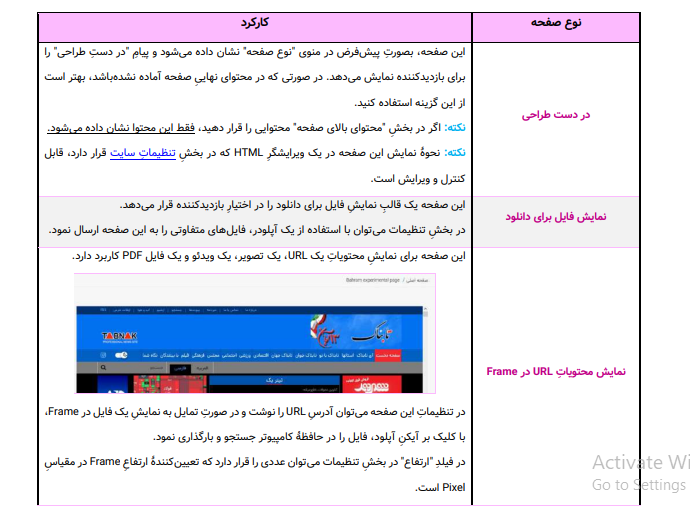 نوع صفحه
کارکرد
در دست طراحی
این صفحه، بصورتِ پیش‌فرض در منوی "نوع صفحه" نشان داده می‌شود و پیامِ "در دستِ طراحی" را
برای بازدیدکننده نمایش می‌دهد. در صورتی که در محتوای نهاییِ صفحه آماده نشده‌باشد، بهتر است
از این گزینه استفاده کنید.
نکته: اگر در بخشِ "محتوای بالای صفحه" محتوایی را قرار دهید، فقط این محتوا نشان داده می‌شود.
نکته: نحوهٔ نمایش این صفحه در یک ویرایشگرِ HTML که در بخشِ تنظیماتِ سایت قرار دارد، قابل
کنترل و ویرایش است.
نمایش فایل برای دانلود
این صفحه یک قالبِ نمایشِ فایل برای دانلود را در اختیارِ بازدیدکننده قرار می‌دهد.
در بخشِ تنظیمات می‌توان با استفاده از یک آپلودر، فایل‌های متفاوتی را به این صفحه ارسال نمود.
نمایش محتویاتِ URL در Frame
این صفحه برای نمایشِ محتویاتِ یک URL، یک تصویر، یک ویدئو و یک فایل PDF کاربرد دارد.
صفحه اصلی / Bahram experimental page
تابناک
TABNAK
لینز یک
در تنظیماتِ این صفحه می‌توان آدرسِ URL را نوشت و در صورتِ تمایل به نمایشِ یک فایل در Frame،
با کلیک بر آیکنِ آپلود، فایل را در حافظهٔ کامپیوتر جستجو و بارگذاری نمود.
در فیلدِ "ارتفاع" در بخشِ تنظیمات می‌توان عددی را قرار دارد که تعیین‌کنندهٔ ارتفاعِ Frame در مقیاسِ
Pixel است.
Activate Wi
Go to Settings